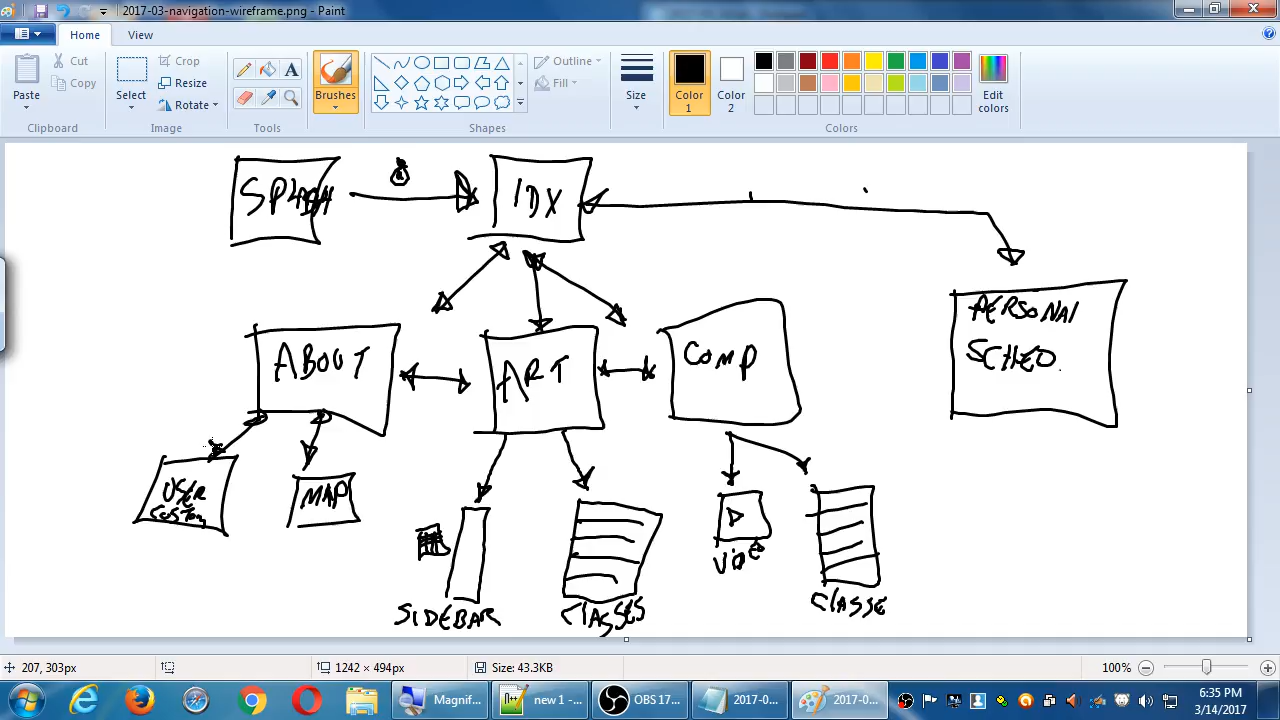 2017-03-navigation-wireframe.png - Paint
Home
View
Paste
Cut
Copy
Clipboard
Select
Crop
Resize
Rotate
Image
A
Tools
Brushes
Shapes
Outline
Fill
Size
Color 1
Color 2
Edit colors
Colors
SPLASH
IDX
PERSONAL
SCHED.
ABOUT
ART
COMP
USER
CUSTOM
MAP
SIDEBAR
CLASSES
VIDEO
CLASSE
207, 303px
1242 × 494px
Size: 43.3KB
100%
Magnif...
new 1 -...
OBS 17...
2017-0...
2017-0...
6:35 PM
3/14/2017